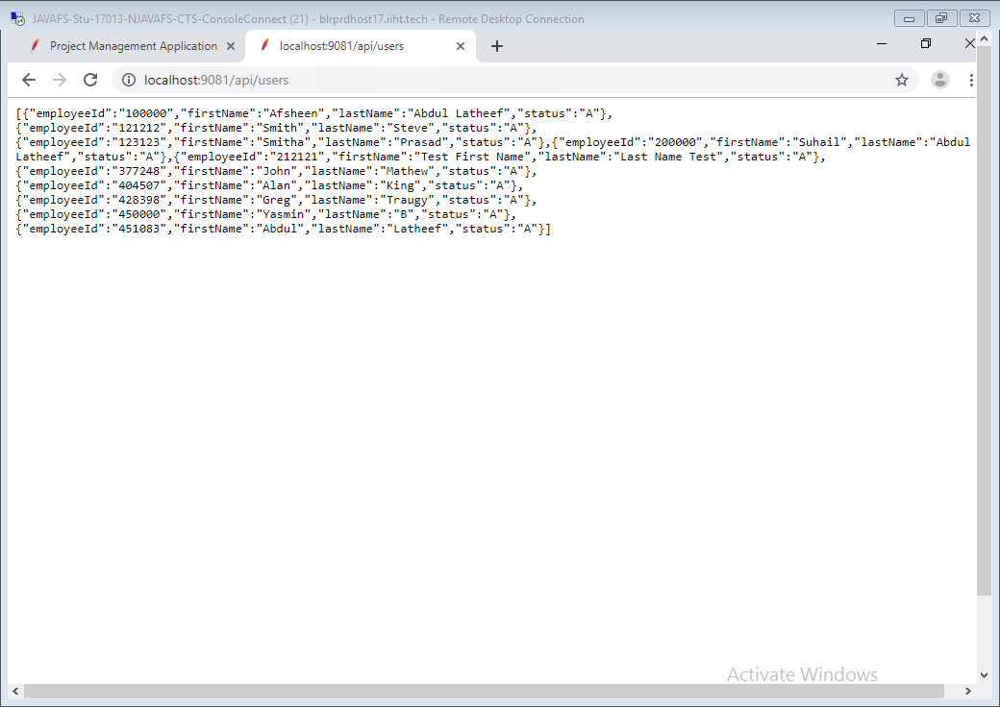 JAVAFS-Stu-17013-NJAVAFS-CTS-ConsoleConnect (21) - blrprdhost17.iiht.tech - Remote Desktop Connection
Project Management Application
localhost:9081/api/users
localhost:9081/api/users
[{"employeeId":"100000","firstName":"Afsheen","lastName":"Abdul Latheef","status":"A"},
{"employeeId":"121212","firstName":"Smith","lastName":"Steve","status":"A"},
{"employeeId":"123123","firstName":"Smitha","lastName":"Prasad","status":"A"},{"employeeId":"200000","firstName":"Suhail","lastName":"Abdul
Latheef","status":"A"},{"employeeId":"212121","firstName":"Test First Name","lastName":"Last Name Test","status":"A"},
{"employeeId":"377248","firstName":"John","lastName":"Mathew","status":"A"},
{"employeeId":"404507","firstName":"Alan","lastName":"King","status":"A"},
{"employeeId":"428398","firstName":"Greg","lastName":"Traugy","status":"A"},
{"employeeId":"450000","firstName":"Yasmin","lastName":"B","status":"A"},
{"employeeId":"451083","firstName":"Abdul","lastName":"Latheef","status":"A"}]
Activate Windows